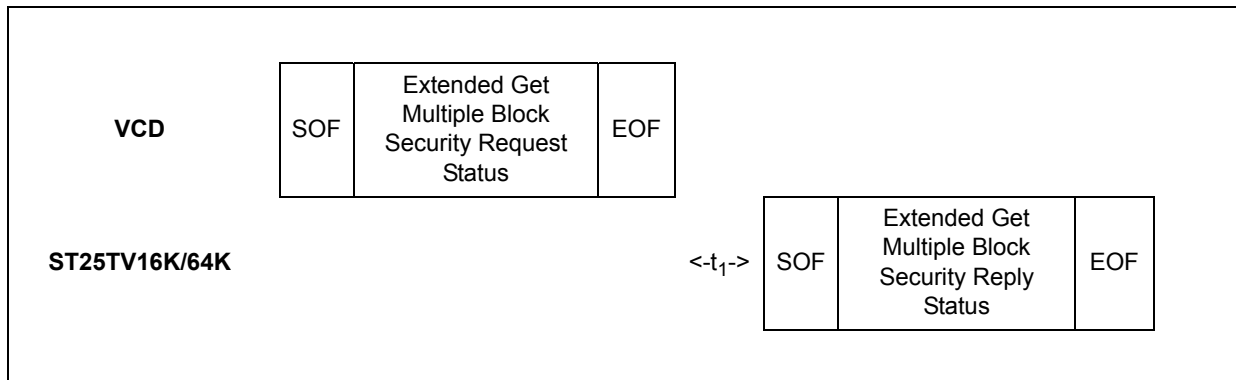 VCD
SOF
Extended Get
Multiple Block
Security Request
Status
EOF
ST25TV16K/64K
<-t1->
SOF
Extended Get
Multiple Block
Security Reply
Status
EOF